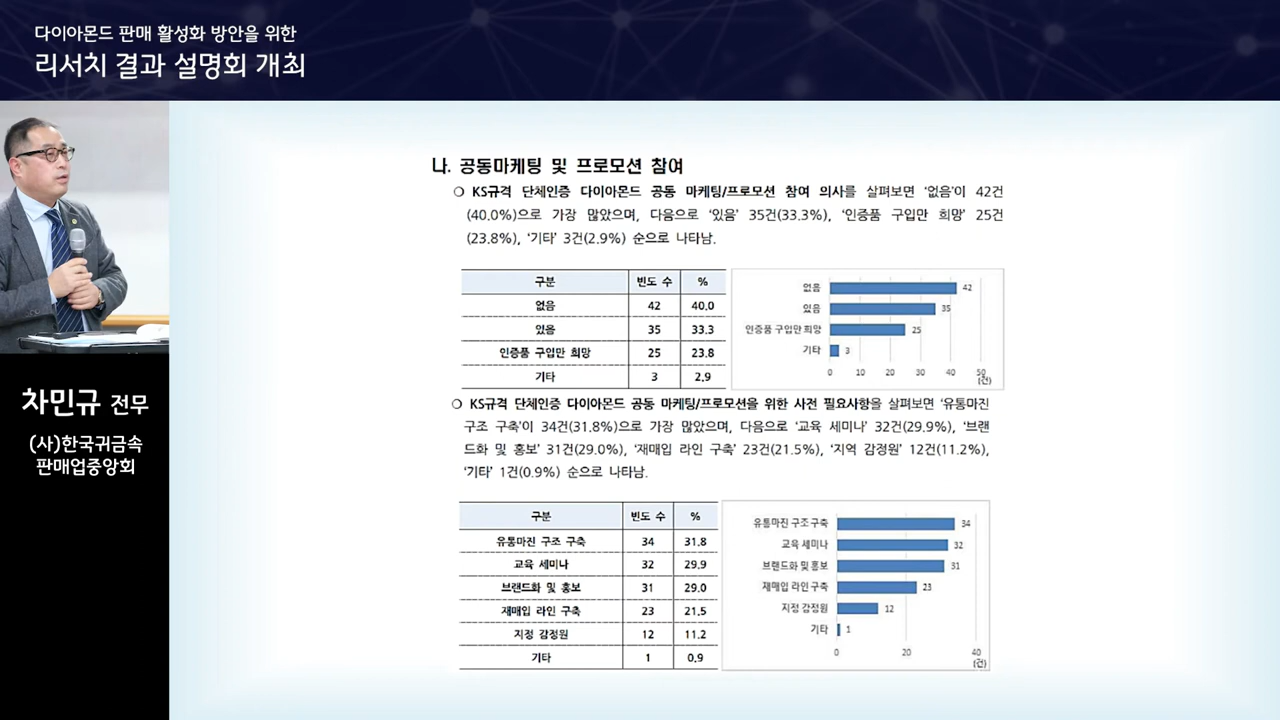 다이아몬드 판매 활성화 방안을 위한
리서치 결과 설명회 개최
차민규 전무
(사)한국귀금속
판매업중앙회
나. 공동마케팅 및 프로모션 참여
❍ KS규격 단체인증 다이아몬드 공동 마케팅/프로모션 참여 의사를 살펴보면 '없음'이 42건
(40.0%)으로 가장 많았으며, 다음으로 '있음' 35건(33.3%), '인증품 구입만 희망' 25건
(23.8%), '기타' 3건(2.9%) 순으로 나타남.
구분 빈도 수 %
없음 42 40.0
있음 35 33.3
인증품 구입만 희망 25 23.8
기타 3 2.9
없음 42
있음 35
인증품 구입만 희망 25
기타 3
0 10 20 30 40 50
(건)
❍ KS규격 단체인증 다이아몬드 공동 마케팅/프로모션을 위한 사전 필요사항을 살펴보면 '유통마진
구조 구축'이 34건(31.8%)으로 가장 많았으며, 다음으로 '교육 세미나' 32건(29.9%), '브랜
드화 및 홍보' 31건(29.0%), '재매입 라인 구축' 23건(21.5%), '지역 감정원' 12건(11.2%),
'기타' 1건(0.9%) 순으로 나타남.
구분 빈도 수 %
유통마진 구조 구축 34 31.8
교육 세미나 32 29.9
브랜드화 및 홍보 31 29.0
재매입 라인 구축 23 21.5
지정 감정원 12 11.2
기타 1 0.9
유통마진 구조 구축 34
교육 세미나 32
브랜드화 및 홍보 31
재매입 라인 구축 23
지정 감정원 12
기타 1
0 20 40
(건)